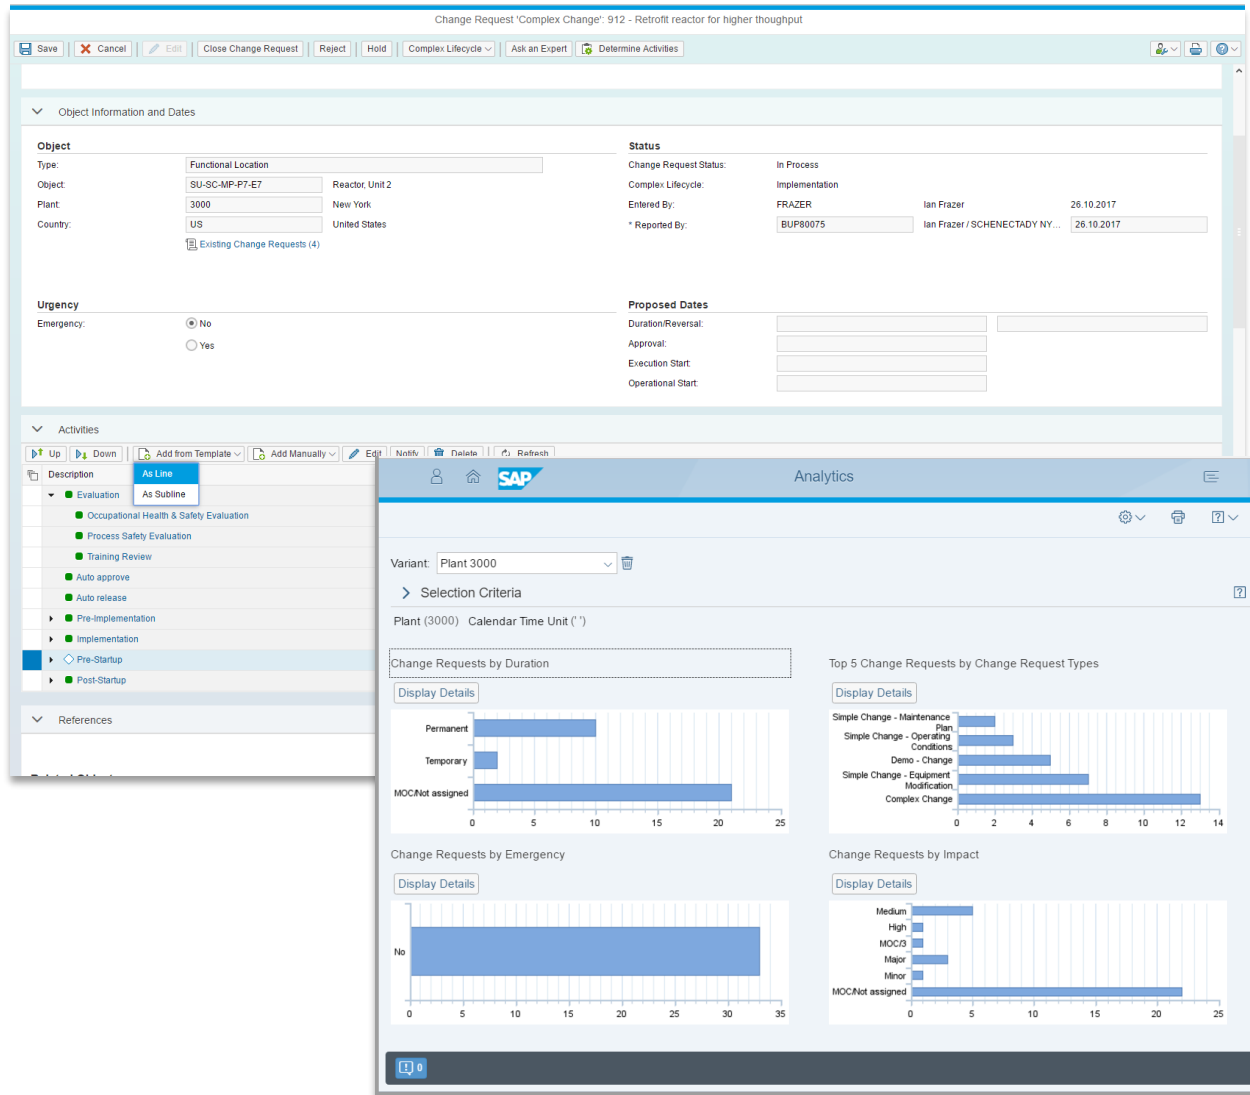 Change Request 'Complex Change': 912 - Retrofit reactor for higher thoughput
Save Cancel Edit Close Change Request Reject Hold Complex Lifecycle Ask an Expert Determine Activities
Object Information and Dates
Object
Type: Functional Location
Object: SU-SC-MP-P7-E7 Reactor, Unit 2
Plant: 3000 New York
Country: US United States
Existing Change Requests (4)
Status
Change Request Status: In Process
Complex Lifecycle: Implementation
Entered By: FRAZER Ian Frazer 26.10.2017
* Reported By: BUP80075 Ian Frazer / SCHENECTADY NY... 26.10.2017
Urgency
Emergency: No
Yes
Proposed Dates
Duration/Reversal:
Approval:
Execution Start:
Operational Start:
Activities
Up Down Add from Template Add Manually Edit Notify Delete Refresh
Description
As Line
As Subline
Evaluation
Occupational Health & Safety Evaluation
Process Safety Evaluation
Training Review
Auto approve
Auto release
Pre-Implementation
Implementation
Pre-Startup
Post-Startup
References
SAP Analytics
Variant: Plant 3000
Selection Criteria
Plant (3000) Calendar Time Unit (' ')
Change Requests by Duration
Display Details
Permanent
Temporary
MOC/Not assigned
0 5 10 15 20 25
Top 5 Change Requests by Change Request Types
Display Details
Simple Change - Maintenance
Plan
Simple Change - Operating
Conditions
Demo - Change
Simple Change - Equipment
Modification
Complex Change
0 2 4 6 8 10 12 14
Change Requests by Emergency
Display Details
No
0 5 10 15 20 25 30 35
Change Requests by Impact
Display Details
Medium
High
MOC/3
Major
Minor
MOC/Not assigned
0 5 10 15 20 25
0